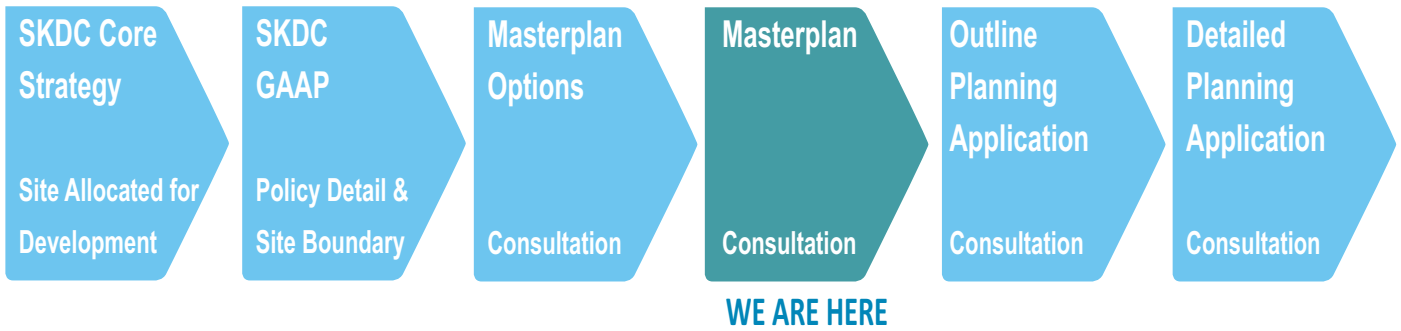 SKDC Core
Strategy
Site Allocated for
Development
SKDC
GAAP
Policy Detail &
Site Boundary
Masterplan
Options
Consultation
Masterplan
Consultation
WE ARE HERE
Outline
Planning
Application
Consultation
Detailed
Planning
Application
Consultation